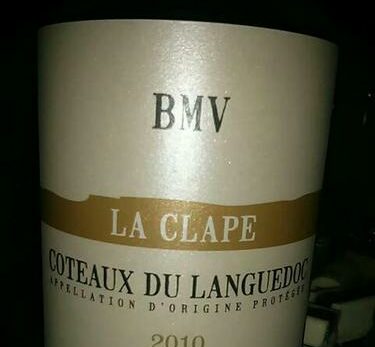 BMV
LA CLAPE
COTEAUX DU LANGUEDOC
APPELLATION D'ORIGINE PROTÉGÉE
2010